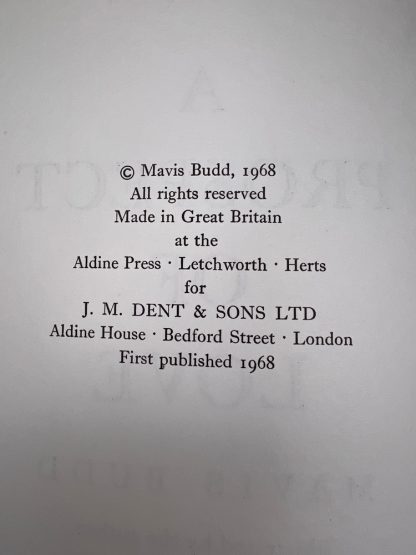 © Mavis Budd, 1968
All rights reserved
Made in Great Britain
at the
Aldine Press · Letchworth · Herts
for
J. M. DENT & SONS LTD
Aldine House · Bedford Street · London
First published 1968